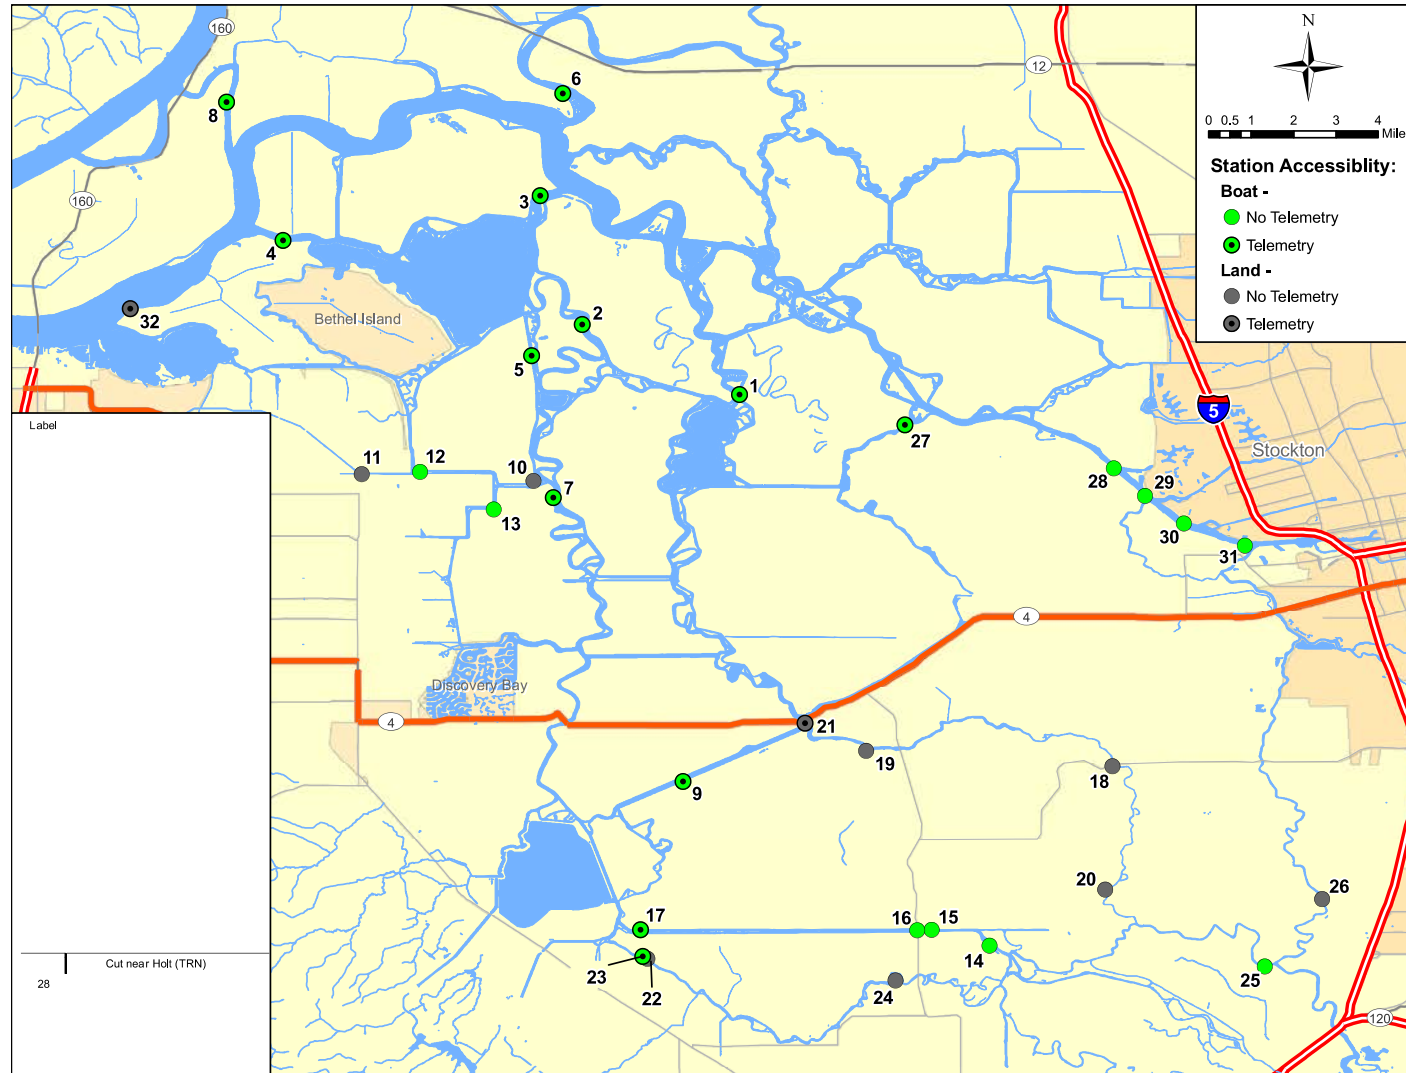 160
12
N
6
8
0 0.5 1 2 3 4
Mile
Station Accessiblity:
Boat -
No Telemetry
Telemetry
Land -
No Telemetry
Telemetry
160
3
4
32
Bethel Island
2
5
1
5
27
Label
Stockton
11
12
10
7
28
29
13
30
31
4
Discovery Bay
4
21
19
18
9
20
26
17
16
15
14
23
22
24
25
Cut near Holt (TRN)
28
120